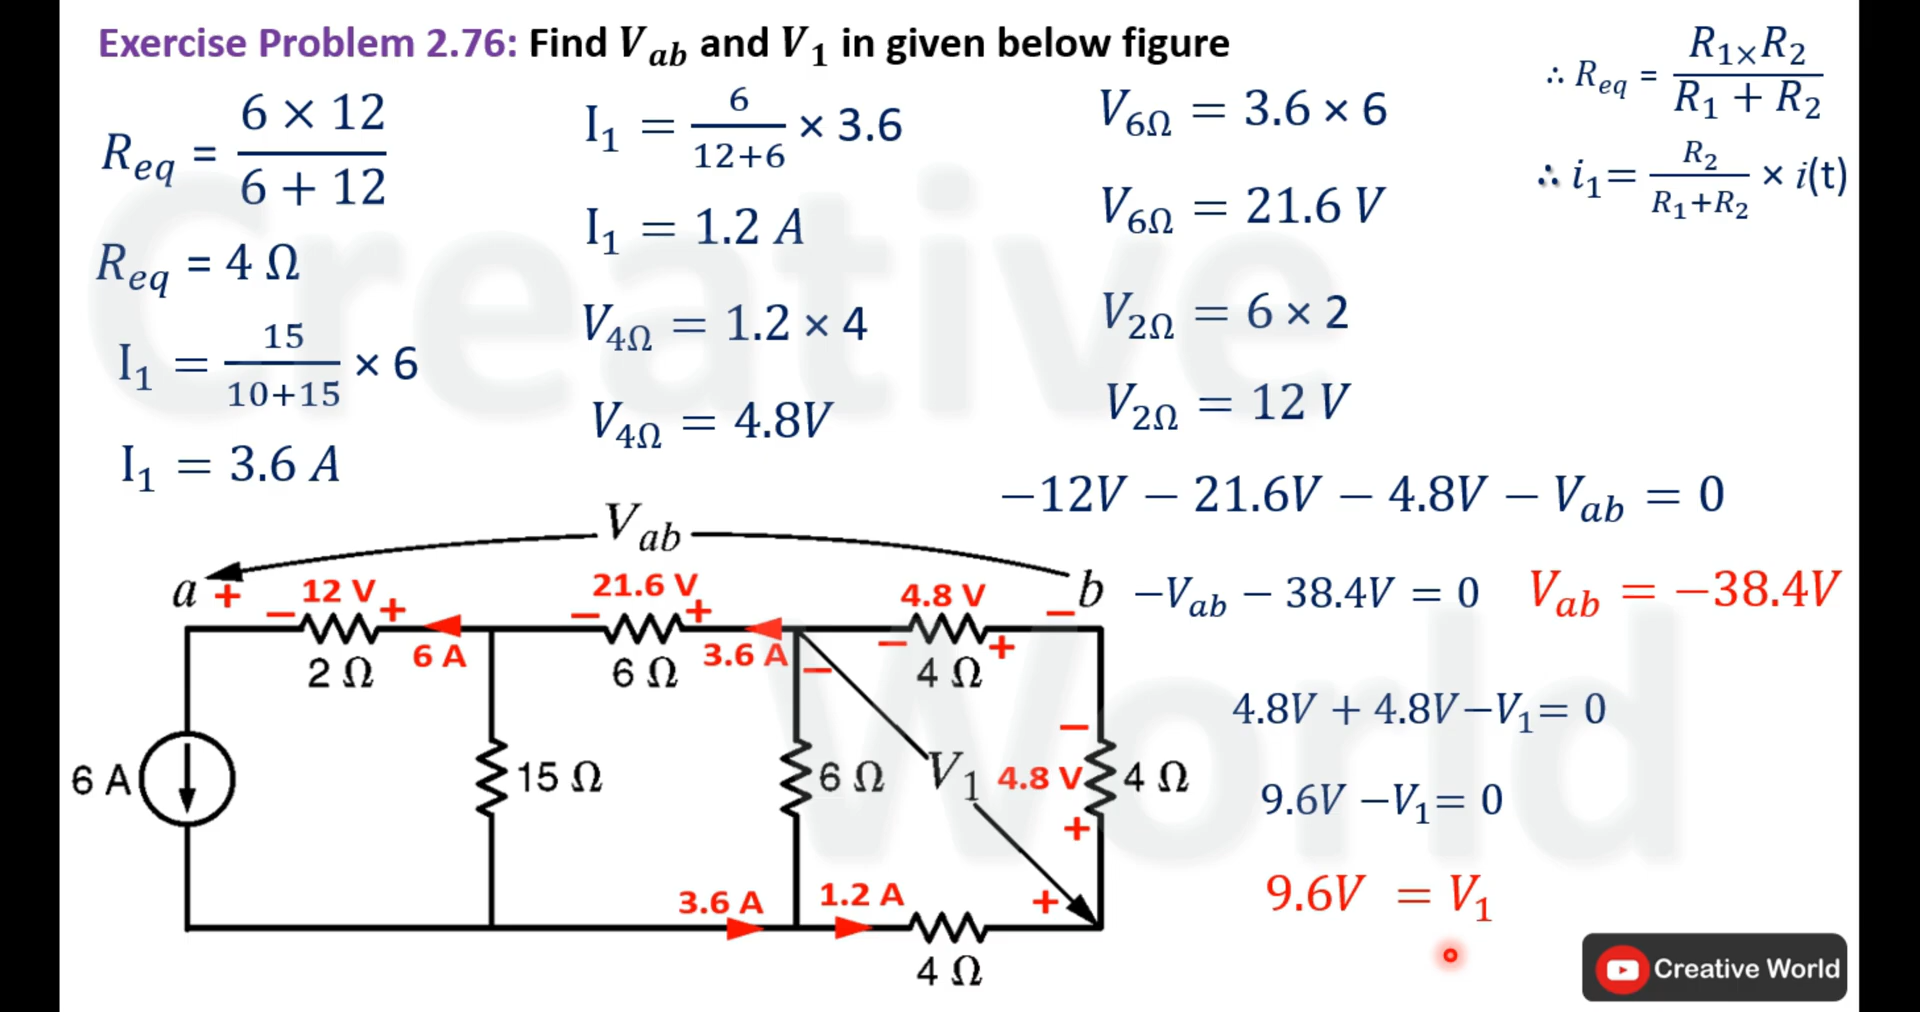 Exercise Problem 2.76: Find V_ab and V_1 in given below figure
R_eq = (6 × 12)/(6 + 12)
R_eq = 4 Ω
I_1 = 15/(10+15) × 6
I_1 = 3.6 A
I_1 = 6/(12+6) × 3.6
I_1 = 1.2 A
V_4Ω = 1.2 × 4
V_4Ω = 4.8V
V_6Ω = 3.6 × 6
V_6Ω = 21.6 V
V_2Ω = 6 × 2
V_2Ω = 12 V
∴ R_eq = (R_1 × R_2)/(R_1 + R_2)
∴ i_1 = R_2/(R_1+R_2) × i(t)
−12V − 21.6V − 4.8V − V_ab = 0
−V_ab − 38.4V = 0 V_ab = −38.4V
4.8V + 4.8V−V_1= 0
9.6V −V_1= 0
9.6V = V_1
V_ab
a + − 12 V + − 21.6 V + − 4.8 V + − b
2 Ω 6 A 6 Ω 3.6 A − 4 Ω
6 A 15 Ω 6 Ω V_1 − 4.8 V + 4 Ω
3.6 A 1.2 A +
4 Ω
Creative World
Creative World